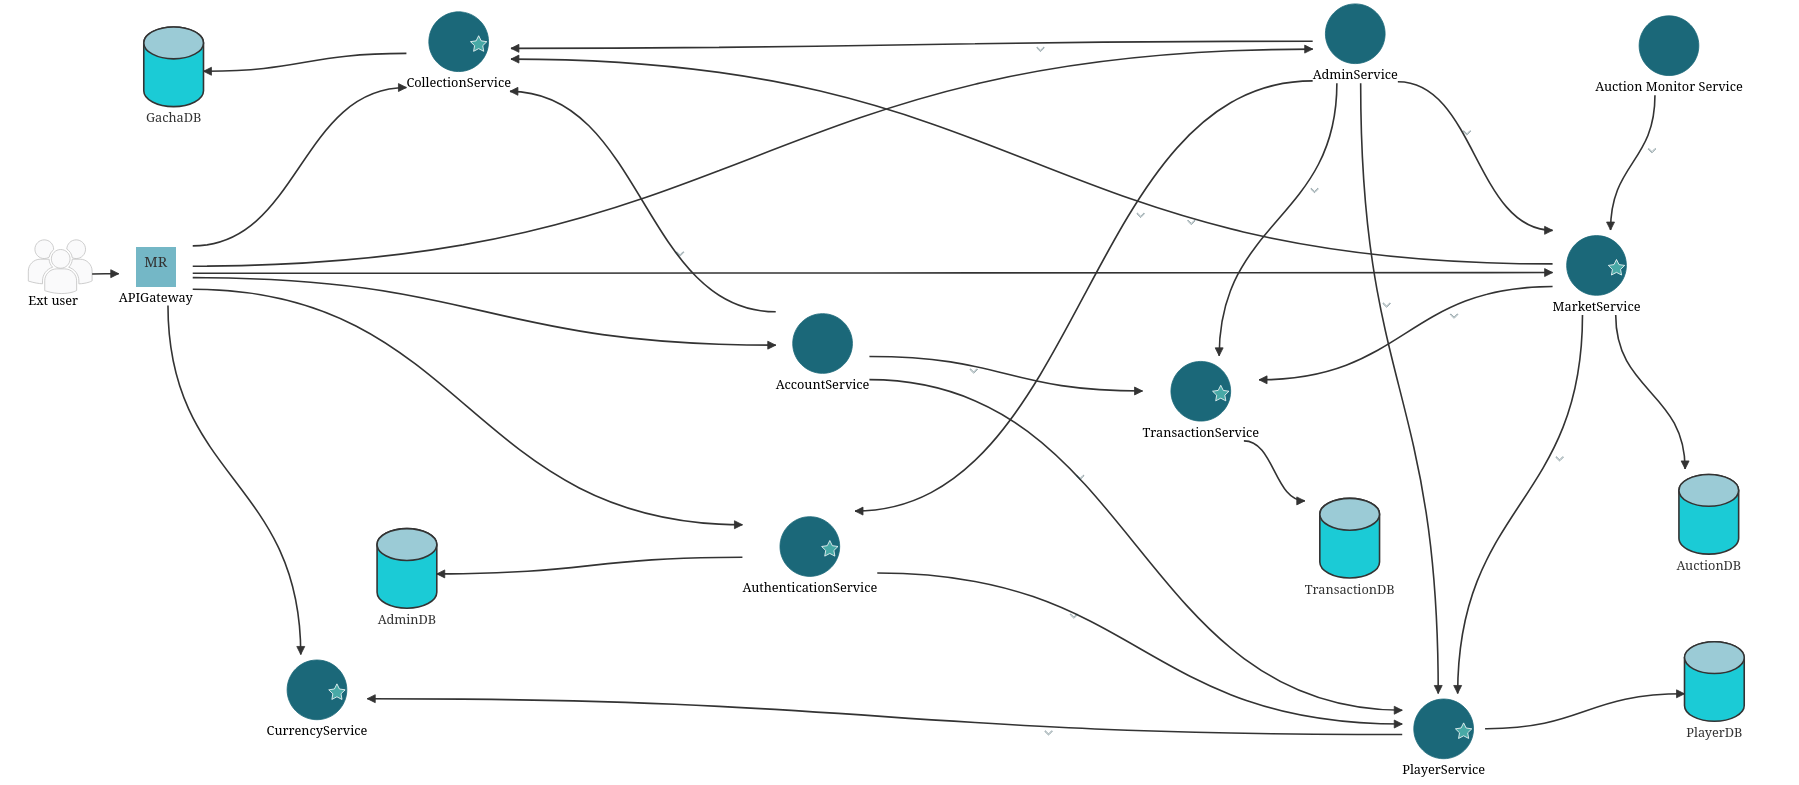 AdminService
CollectionService
Auction Monitor Service
GachaDB
MR
APIGateway
Ext user
MarketService
AccountService
TransactionService
AuctionDB
AuthenticationService
TransactionDB
AdminDB
CurrencyService
PlayerDB
PlayerService